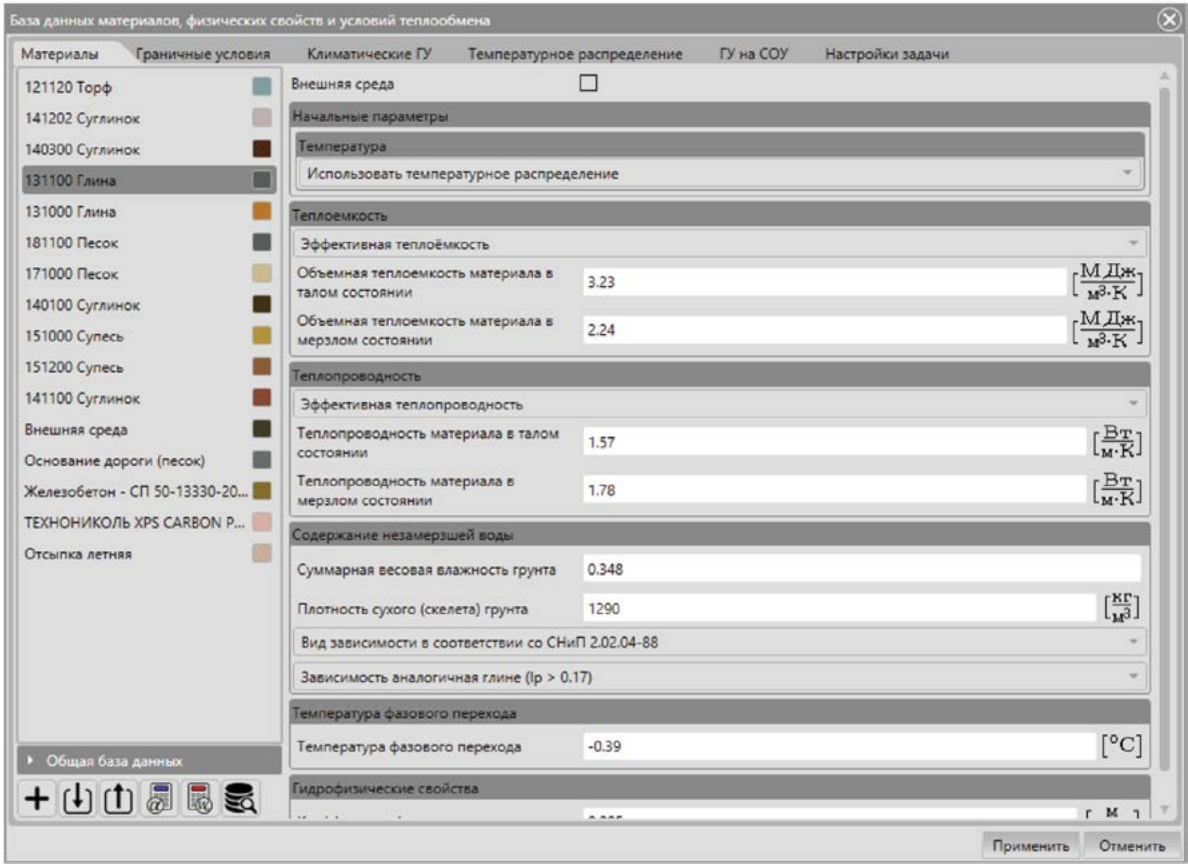 База данных материалов, физических свойств и условий теплообмена
Материалы Граничные условия Климатические ГУ Температурное распределение ГУ на СОУ Настройки задачи
121120 Торф
141202 Суглинок
140300 Суглинок
131100 Глина
131000 Глина
181100 Песок
171000 Песок
140100 Суглинок
151000 Супесь
151200 Супесь
141100 Суглинок
Внешняя среда
Основание дороги (песок)
Железобетон - СП 50-13330-20...
ТЕХНОНИКОЛЬ XPS CARBON P...
Отсыпка летняя
Общая база данных
Внешняя среда
Начальные параметры
Температура
Использовать температурное распределение
Теплоемкость
Эффективная теплоёмкость
Объемная теплоемкость материала в талом состоянии 3.23 [МДж/м³·К]
Объемная теплоемкость материала в мерзлом состоянии 2.24 [МДж/м³·К]
Теплопроводность
Эффективная теплопроводность
Теплопроводность материала в талом состоянии 1.57 [Вт/м·К]
Теплопроводность материала в мерзлом состоянии 1.78 [Вт/м·К]
Содержание незамерзшей воды
Суммарная весовая влажность грунта 0.348
Плотность сухого (скелета) грунта 1290 [кг/м³]
Вид зависимости в соответствии со СНиП 2.02.04-88
Зависимость аналогичная глине (Ip > 0.17)
Температура фазового перехода
Температура фазового перехода -0.39 [°C]
Гидрофизические свойства
Применить Отменить